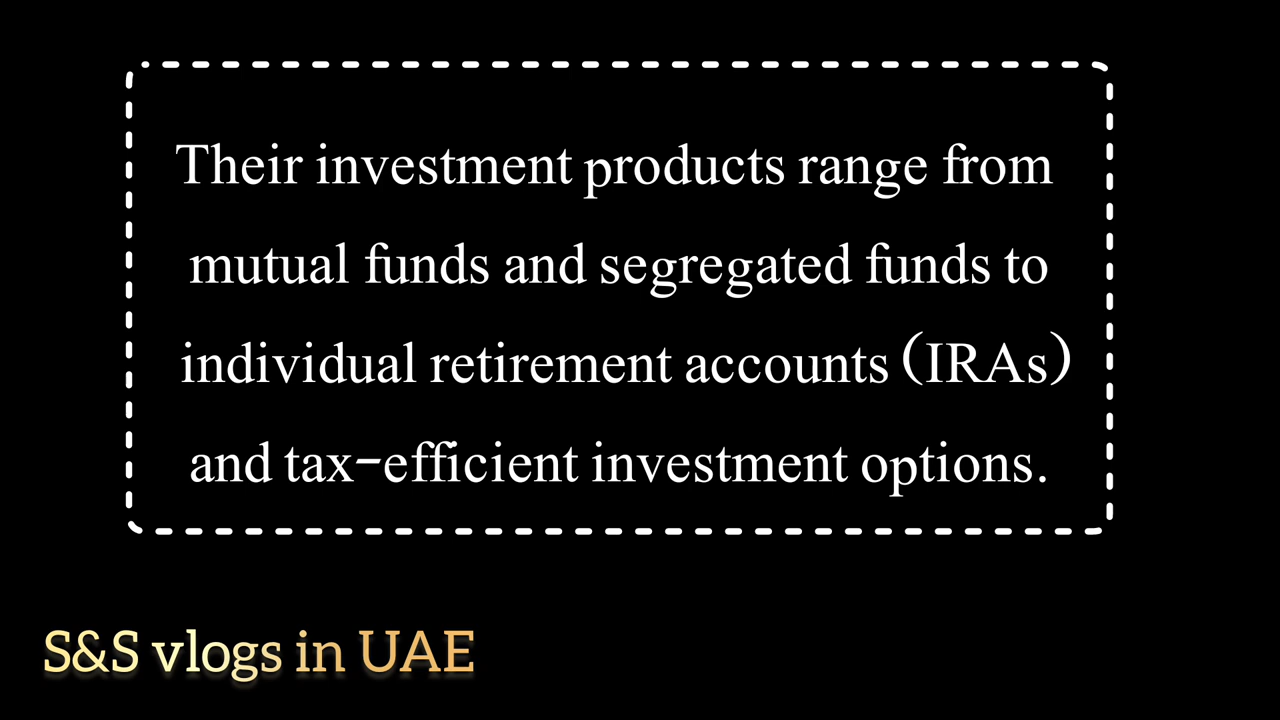 Their investment products range from
mutual funds and segregated funds to
individual retirement accounts (IRAs)
and tax-efficient investment options.
S&S vlogs in UAE